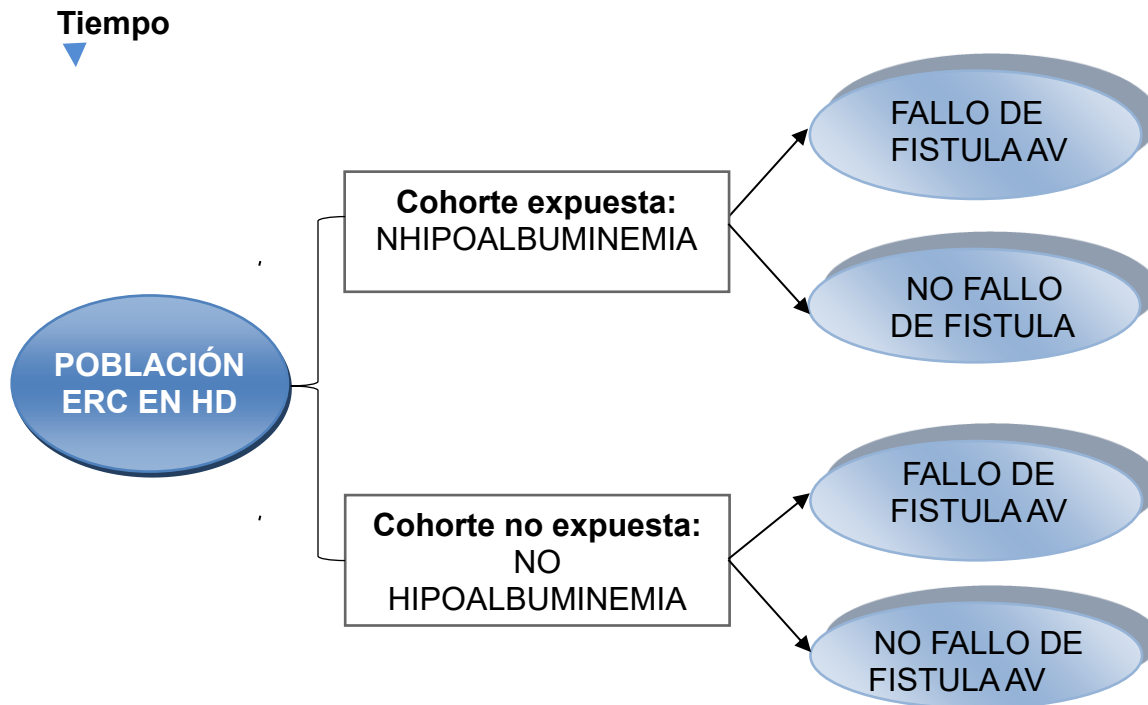 Tiempo
FALLO DE
FISTULA AV
Cohorte expuesta:
NHIPOALBUMINEMIA
NO FALLO
DE FISTULA
POBLACIÓN
ERC EN HD
FALLO DE
FISTULA AV
Cohorte no expuesta:
NO
HIPOALBUMINEMIA
NO FALLO DE
FISTULA AV